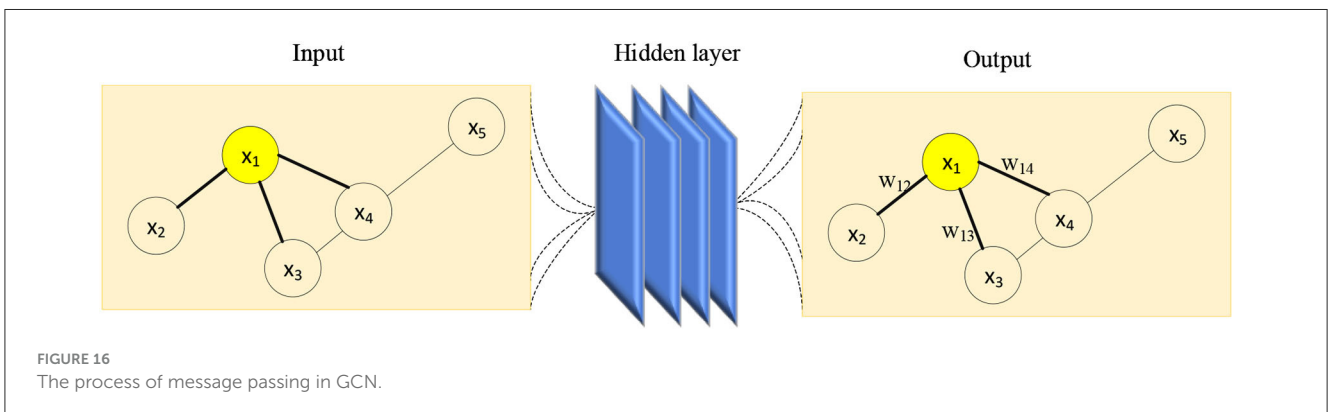 Input
Hidden layer
Output
x5
x1
x4
x2
x3
x5
x1
w14
w12
x4
x2
w13
x3
FIGURE 16
The process of message passing in GCN.